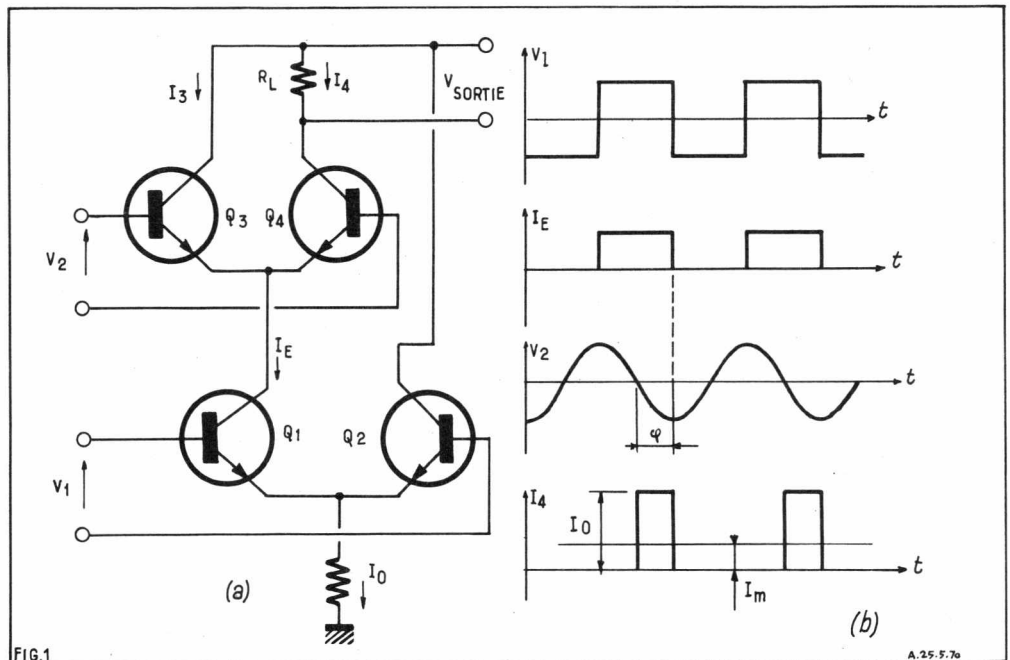 I3
RL
I4
VSORTIE
V2
Q3
Q4
IE
V1
Q1
Q2
I0
(a)
V1
t
IE
t
V2
t
φ
I4
I0
Im
t
(b)
FIG.1
A.25.5.70